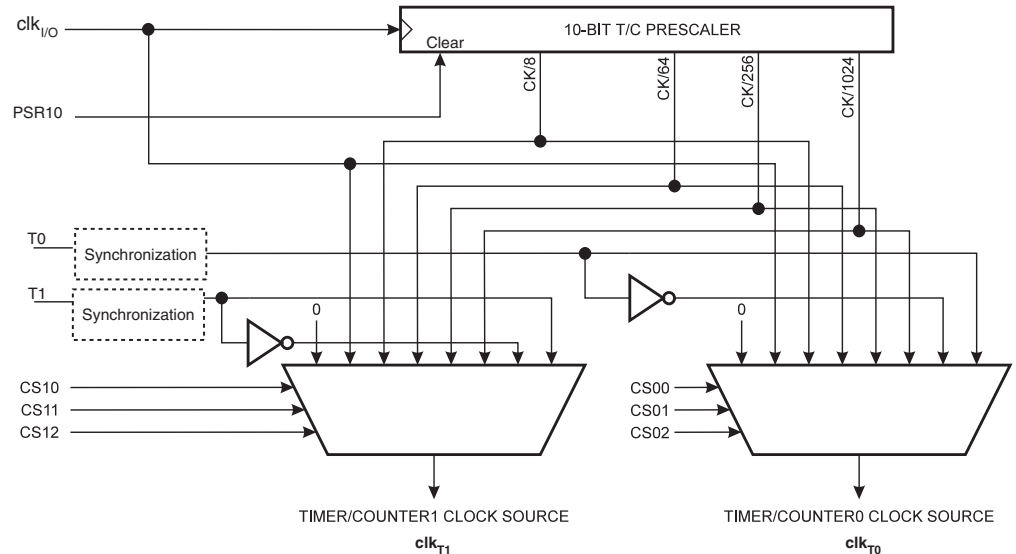 clkI/O
10-BIT T/C PRESCALER
Clear
CK/8
CK/64
CK/256
CK/1024
PSR10
T0
Synchronization
T1
Synchronization
0
0
CS10
CS11
CS12
CS00
CS01
CS02
TIMER/COUNTER1 CLOCK SOURCE
clkT1
TIMER/COUNTER0 CLOCK SOURCE
clkT0